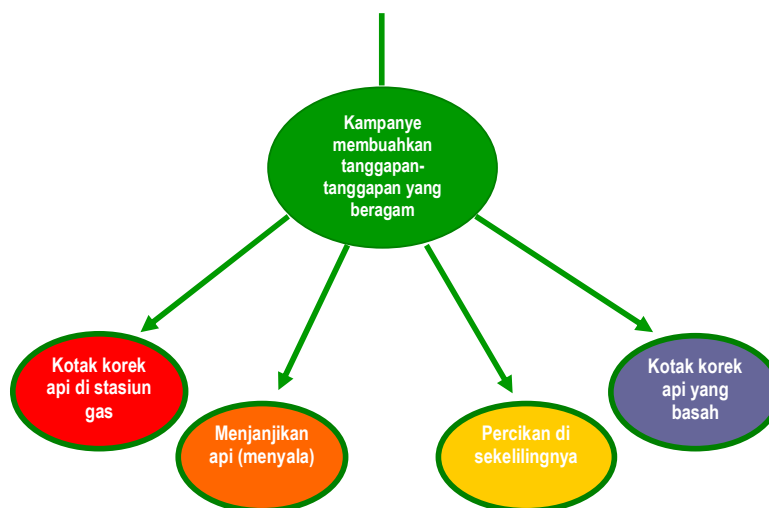 Kampanye
membuahkan
tanggapan-
tanggapan yang
beragam
Kotak korek
api di stasiun
gas
Menjanjikan
api (menyala)
Percikan di
sekelilingnya
Kotak korek
api yang
basah